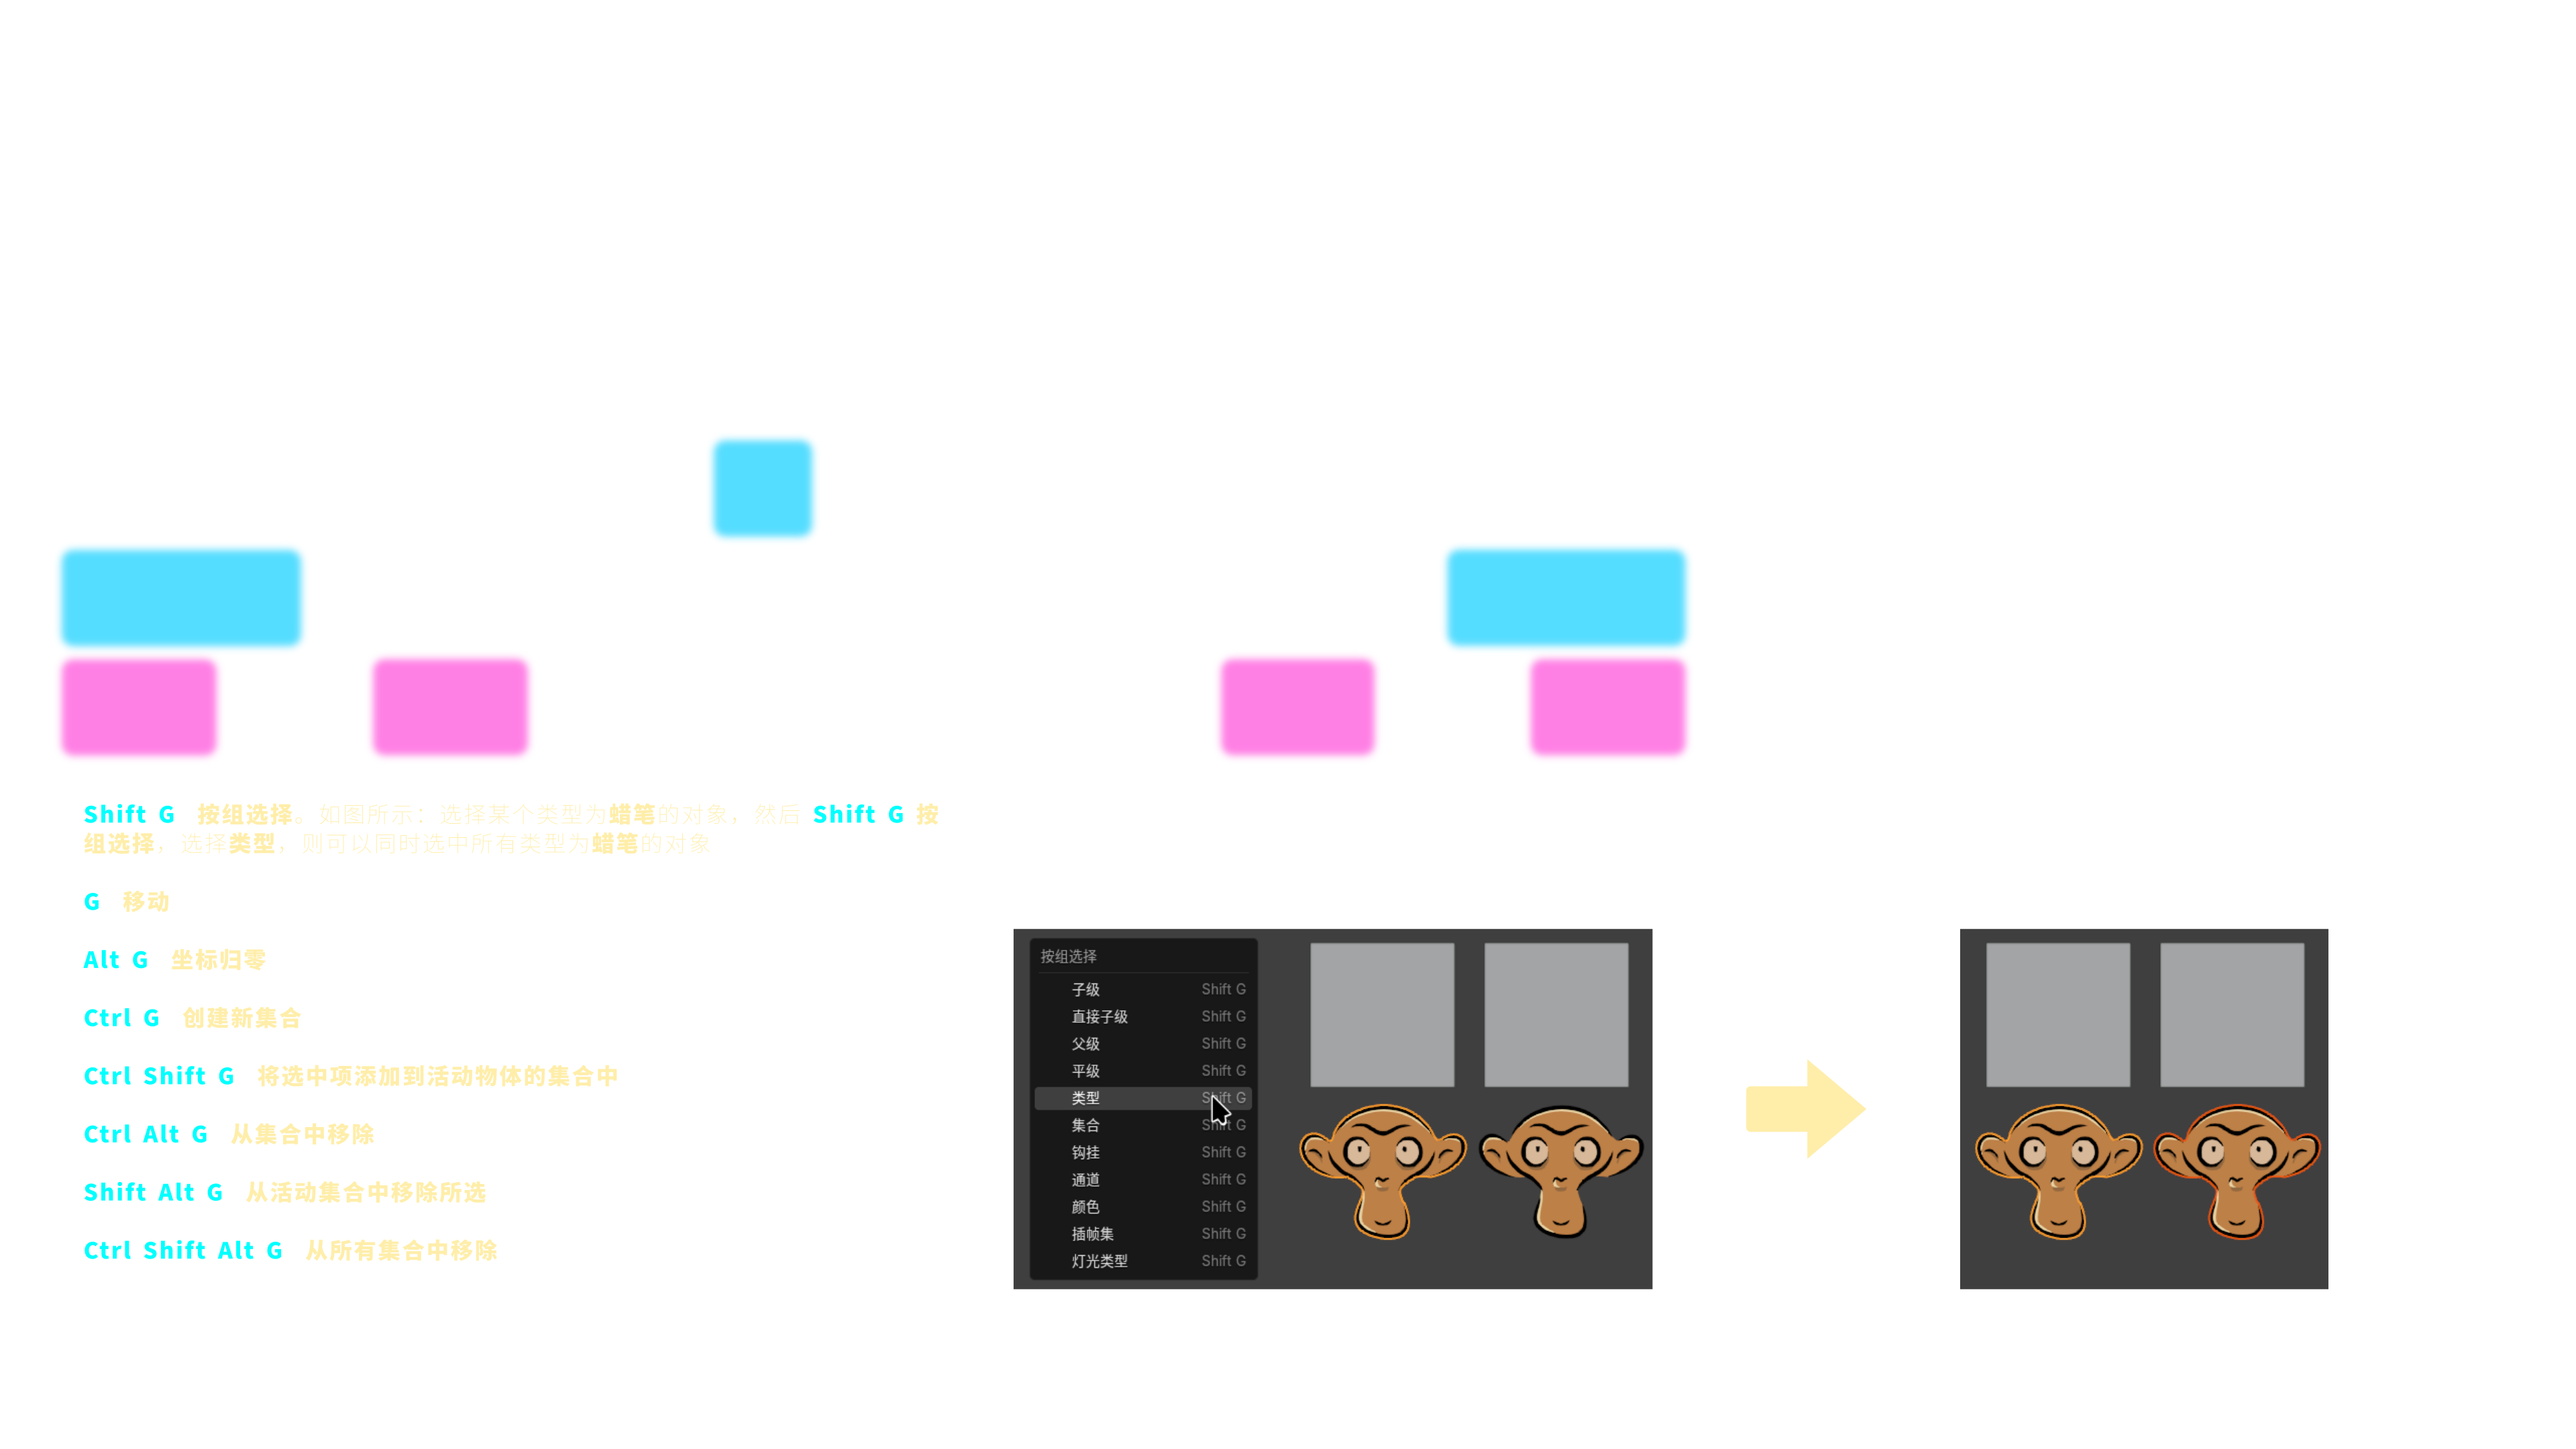 Shift G 按组选择。如图所示：选择某个类型为蜡笔的对象，然后 Shift G 按
组选择，选择类型，则可以同时选中所有类型为蜡笔的对象
G 移动
Alt G 坐标归零
Ctrl G 创建新集合
Ctrl Shift G 将选中项添加到活动物体的集合中
Ctrl Alt G 从集合中移除
Shift Alt G 从活动集合中移除所选
Ctrl Shift Alt G 从所有集合中移除
按组选择
子级 Shift G
直接子级 Shift G
父级 Shift G
平级 Shift G
类型 Shift G
集合 Shift G
钩挂 Shift G
通道 Shift G
颜色 Shift G
插帧集 Shift G
灯光类型 Shift G